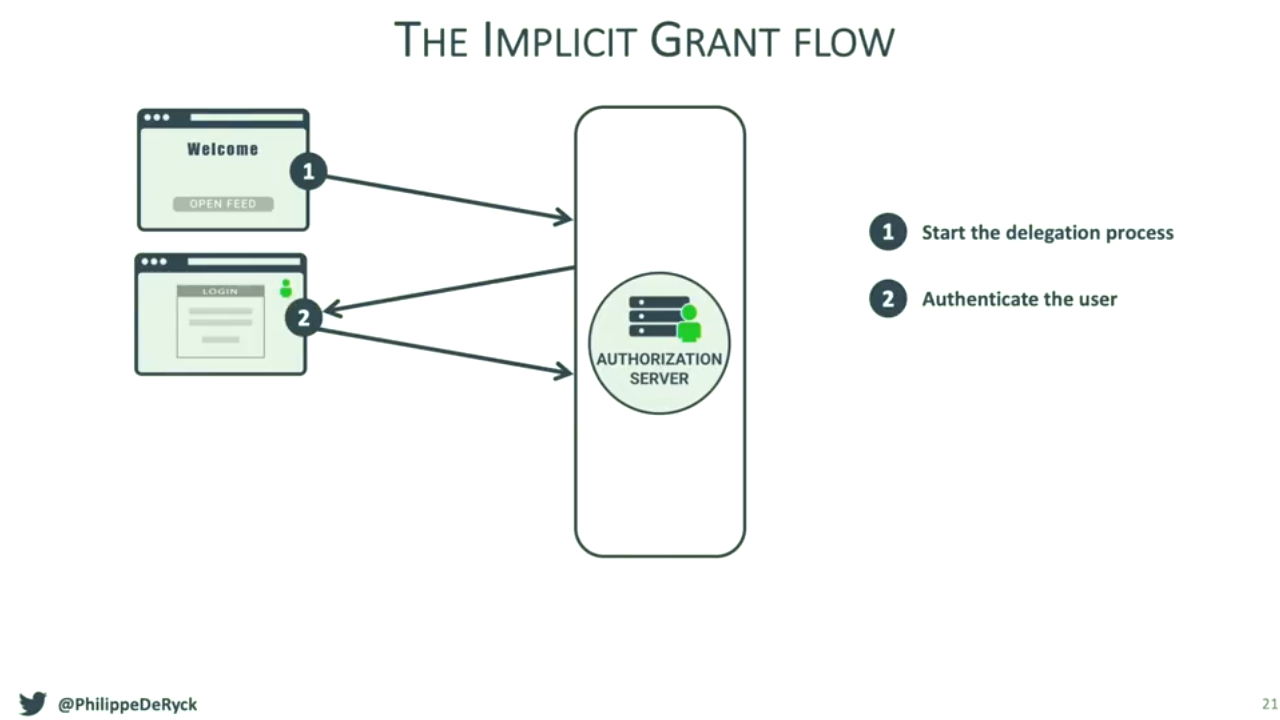 THE IMPLICIT GRANT FLOW
Welcome
OPEN FEED
1
LOGIN
2
AUTHORIZATION
SERVER
1 Start the delegation process
2 Authenticate the user
@PhilippeDeRyck
21